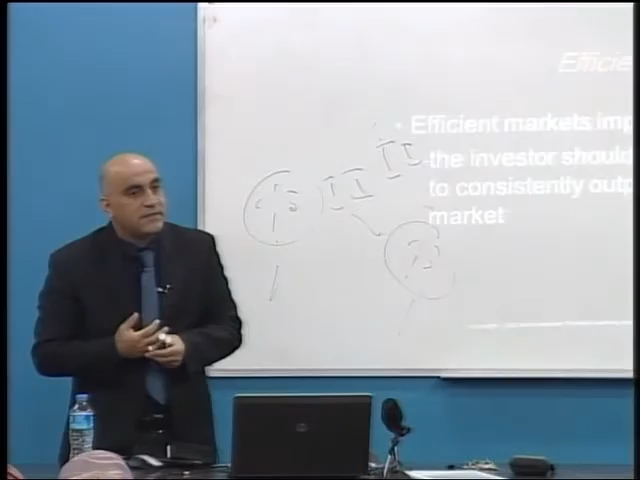 Efficie
• Efficient markets imp
the investor should
to consistently outp
market
I I
I I